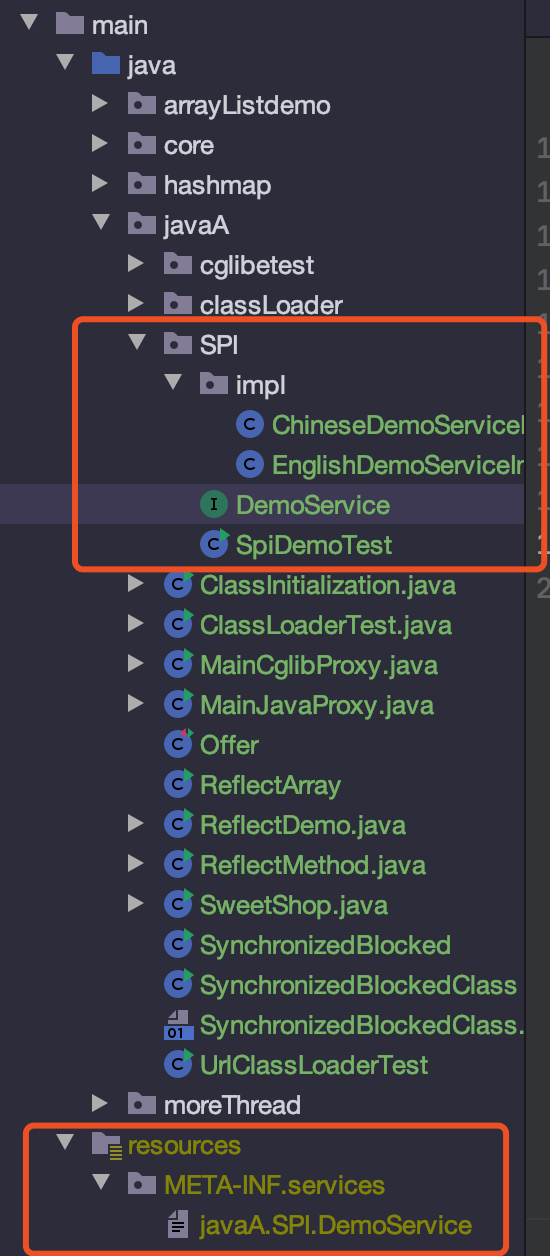 main
java
arrayListdemo
core
hashmap
javaA
cglibetest
classLoader
SPI
impl
ChineseDemoServiceI
EnglishDemoServiceIn
DemoService
SpiDemoTest
ClassInitialization.java
ClassLoaderTest.java
MainCglibProxy.java
MainJavaProxy.java
Offer
ReflectArray
ReflectDemo.java
ReflectMethod.java
SweetShop.java
SynchronizedBlocked
SynchronizedBlockedClass
SynchronizedBlockedClass.
UrlClassLoaderTest
moreThread
resources
META-INF.services
javaA.SPI.DemoService